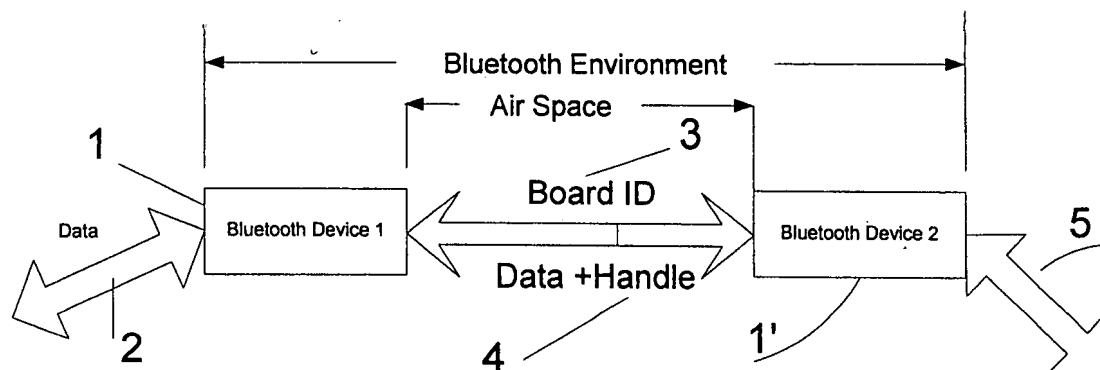 Bluetooth Environment
Air Space
1
3
Board ID
Data
Bluetooth Device 1
Bluetooth Device 2
5
Data +Handle
2
4
1'